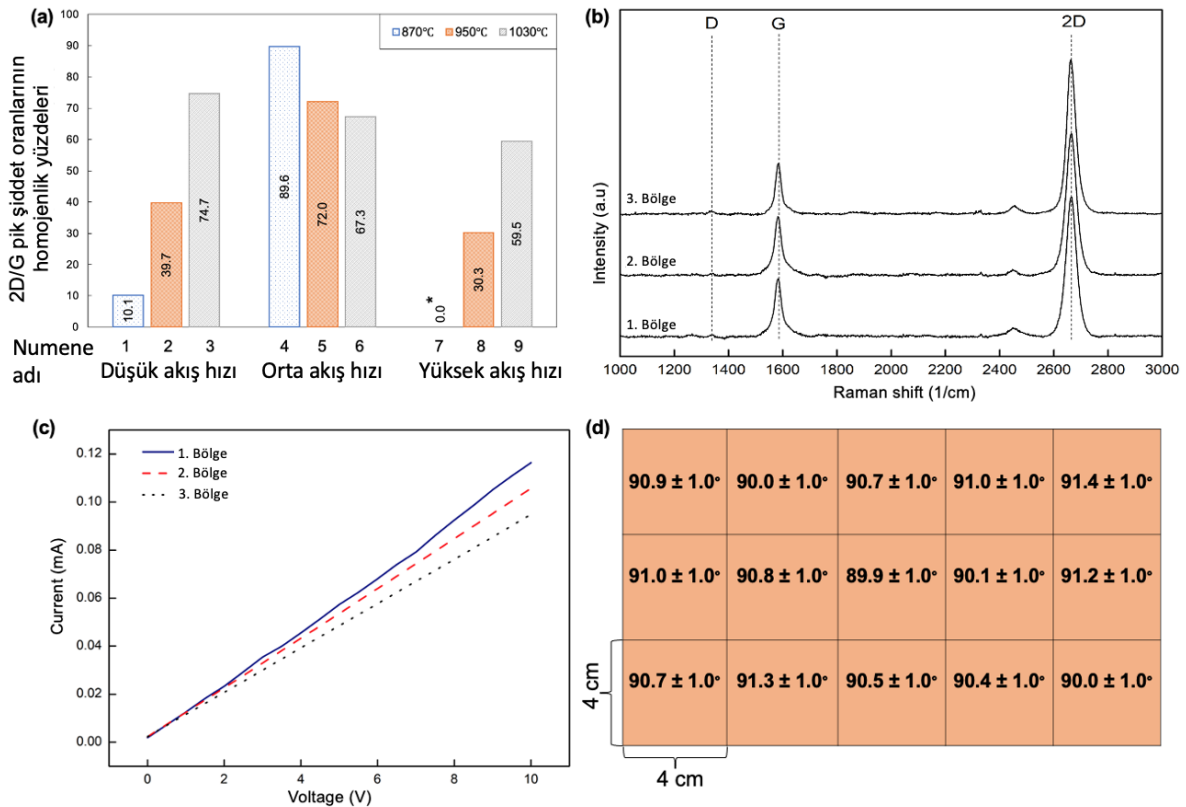 (a)
870℃ 950℃ 1030℃
2D/G pik şiddet oranlarının
homojenlik yüzdeleri
100
90
80
70
60
50
40
30
20
10
0
10.1
39.7
74.7
89.6
72.0
67.3
0.0 *
30.3
59.5
Numene adı
1 2 3 4 5 6 7 8 9
Düşük akış hızı Orta akış hızı Yüksek akış hızı
(b)
D G 2D
Intensity (a.u)
3. Bölge
2. Bölge
1. Bölge
1000 1200 1400 1600 1800 2000 2200 2400 2600 2800 3000
Raman shift (1/cm)
(c)
1. Bölge
2. Bölge
3. Bölge
Current (mA)
0.12
0.10
0.08
0.06
0.04
0.02
0.00
0 2 4 6 8 10
Voltage (V)
(d)
90.9 ± 1.0° 90.0 ± 1.0° 90.7 ± 1.0° 91.0 ± 1.0° 91.4 ± 1.0°
91.0 ± 1.0° 90.8 ± 1.0° 89.9 ± 1.0° 90.1 ± 1.0° 91.2 ± 1.0°
90.7 ± 1.0° 91.3 ± 1.0° 90.5 ± 1.0° 90.4 ± 1.0° 90.0 ± 1.0°
4 cm
4 cm